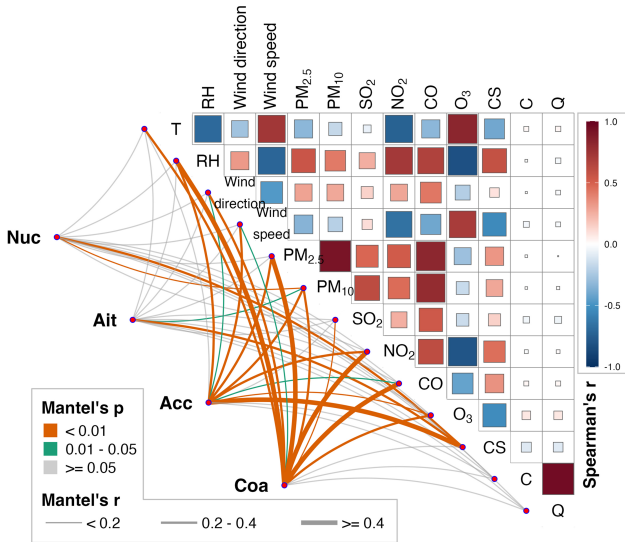 RH
Wind direction
Wind speed
PM2.5
PM10
SO2
NO2
CO
O3
CS
C
Q
T
RH
Wind
direction
Wind
speed
PM2.5
PM10
SO2
NO2
CO
O3
CS
C
Q
Nuc
Ait
Acc
Coa
1.0
0.5
0.0
-0.5
-1.0
Spearman's r
Mantel's p
< 0.01
0.01 - 0.05
>= 0.05
Mantel's r
< 0.2
0.2 - 0.4
>= 0.4